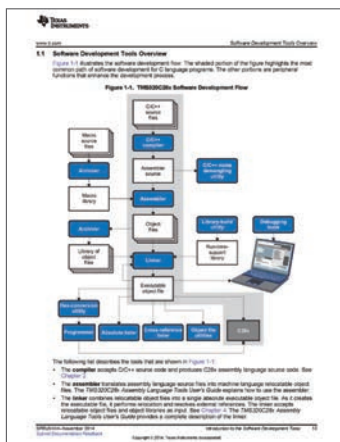 TEXAS
INSTRUMENTS
www.ti.com
Software Development Tools Overview
1.1 Software Development Tools Overview
Figure 1-1 illustrates the software development flow. The shaded portion of the figure highlights the most
common path of software development for C language programs. The other portions are peripheral
functions that enhance the development process.
Figure 1-1. TMS320C28x Software Development Flow
C/C++
source
files
Macro
source
files
C/C++
compiler
Archiver
Assembler
source
C/C++ name
demangling
utility
Macro
library
Assembler
Archiver
Object
files
Library-build
utility
Debugging
tools
Library of
object
files
Linker
Run-time-
support
library
Executable
object file
Hex-conversion
utility
Programmer
Absolute lister
Cross-reference
lister
Object file
utilities
C28x
The following list describes the tools that are shown in Figure 1-1:
• The compiler accepts C/C++ source code and produces C28x assembly language source code. See
Chapter 2.
• The assembler translates assembly language source files into machine language relocatable object
files. The TMS320C28x Assembly Language Tools User's Guide explains how to use the assembler.
• The linker combines relocatable object files into a single absolute executable object file. As it creates
the executable file, it performs relocation and resolves external references. The linker accepts
relocatable object files and object libraries as input. See Chapter 4. The TMS320C28x Assembly
Language Tools User's Guide provides a complete description of the linker.
November 2014
Introduction to the Software Development Tools
Submit Documentation Feedback
Copyright © 2014, Texas Instruments Incorporated